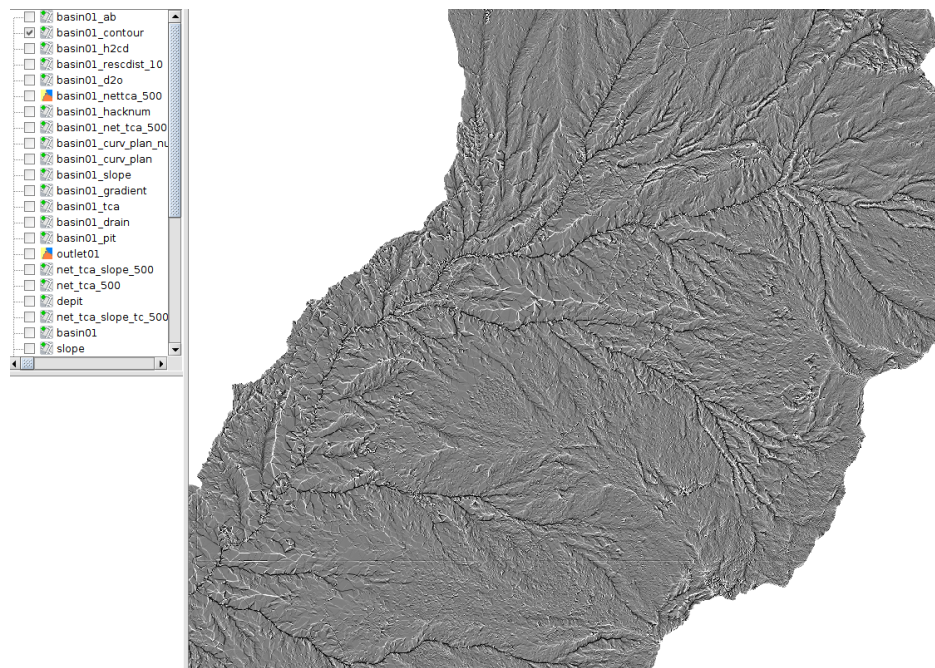 basin01_ab
basin01_contour
basin01_h2cd
basin01_rescdist_10
basin01_d2o
basin01_nettca_500
basin01_hacknum
basin01_net_tca_500
basin01_curv_plan_nu
basin01_curv_plan
basin01_slope
basin01_gradient
basin01_tca
basin01_drain
basin01_pit
outlet01
net_tca_slope_500
net_tca_500
depit
net_tca_slope_tc_500
basin01
slope